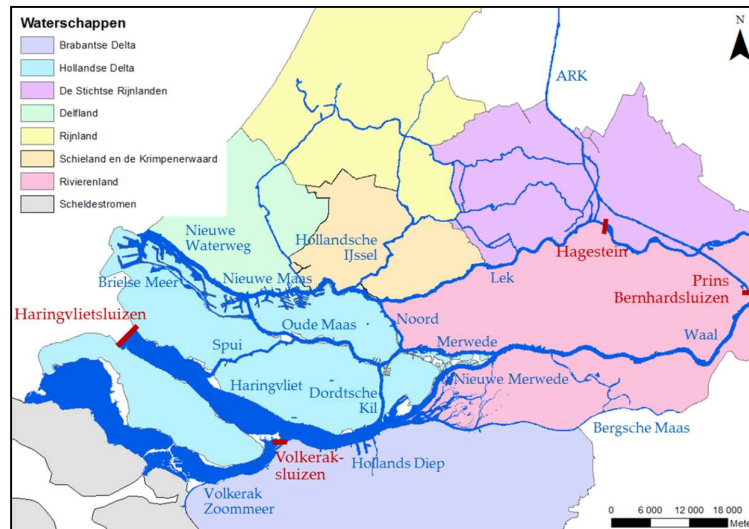 Waterschappen
Brabantse Delta
Hollandse Delta
De Stichtse Rijnlanden
Delfland
Rijnland
Schieland en de Krimpenerwaard
Rivierenland
Scheldestromen
N
ARK
Nieuwe
Waterweg
Hollandsche
IJssel
Hagestein
Brielse Meer
Nieuwe Maas
Lek
Prins
Bernhardsluizen
Haringvlietsluizen
Oude Maas
Noord
Merwede
Waal
Spui
Haringvliet
Dordtsche
Kil
Nieuwe Merwede
Bergsche Maas
Volkerak-
sluizen
Hollands Diep
Volkerak
Zoommeer
0 6 000 12 000 18 000
Mete